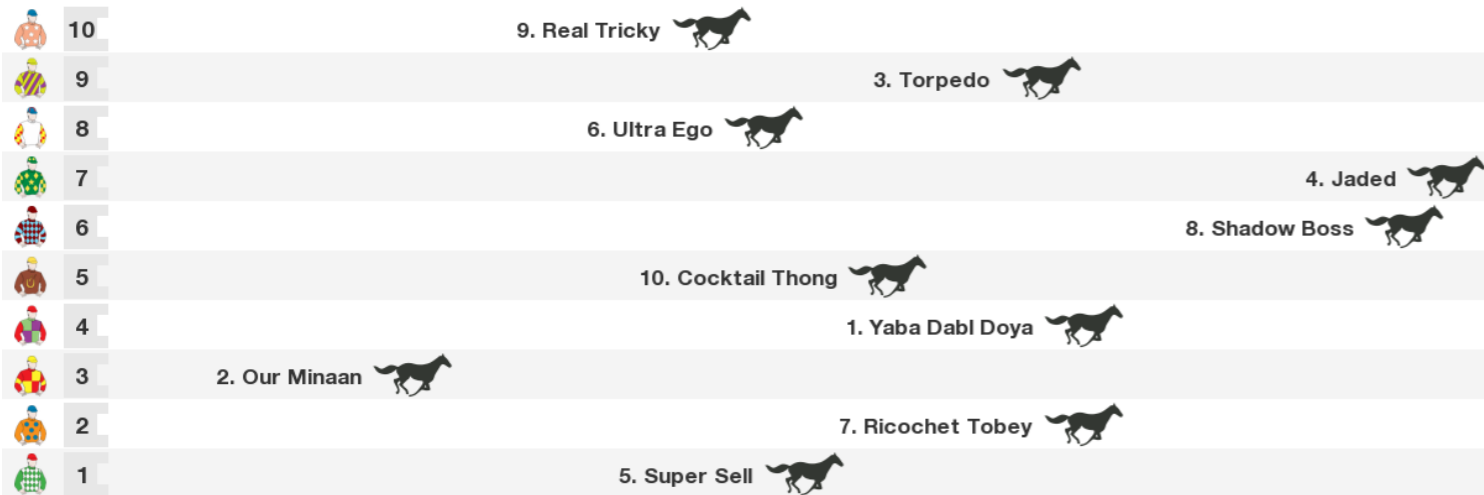 10 9. Real Tricky
9 3. Torpedo
8 6. Ultra Ego
7 4. Jaded
6 8. Shadow Boss
5 10. Cocktail Thong
4 1. Yaba Dabl Doya
3 2. Our Minaan
2 7. Ricochet Tobey
1 5. Super Sell